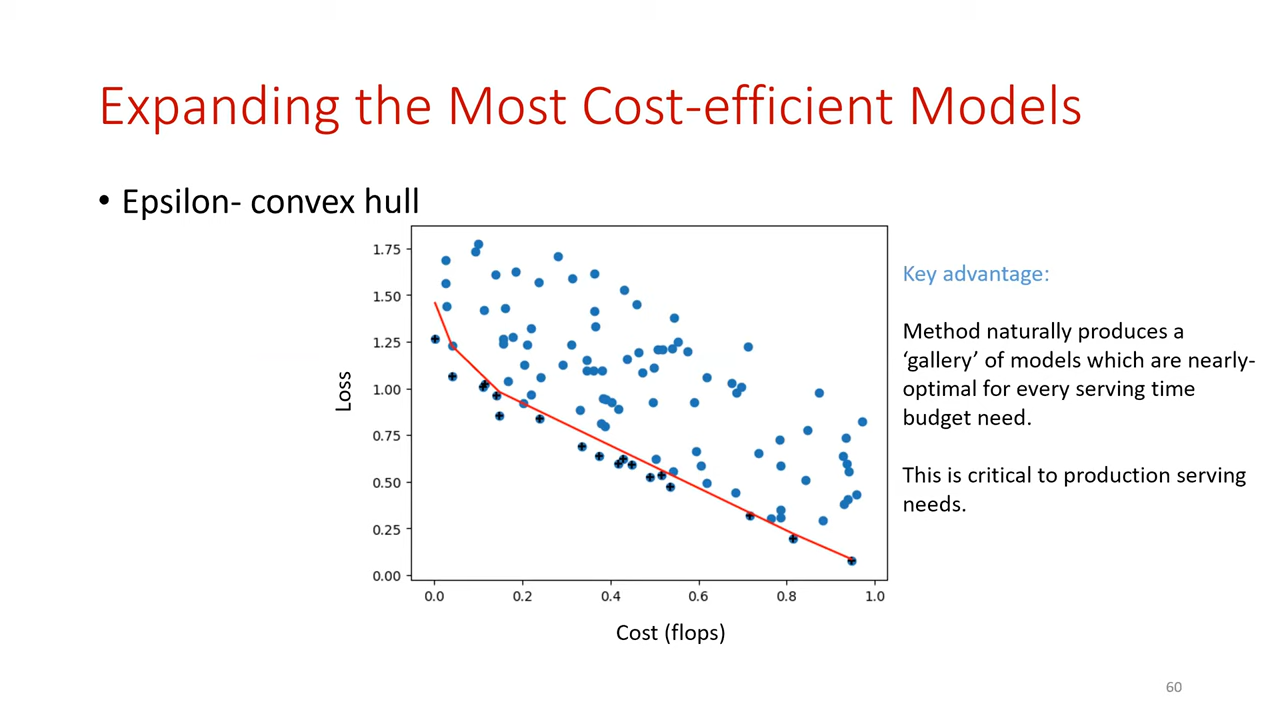 Expanding the Most Cost-efficient Models
• Epsilon- convex hull
Key advantage:
Method naturally produces a
‘gallery’ of models which are nearly-
optimal for every serving time
budget need.
This is critical to production serving
needs.
Loss
1.75
1.50
1.25
1.00
0.75
0.50
0.25
0.00
0.0 0.2 0.4 0.6 0.8 1.0
Cost (flops)
60